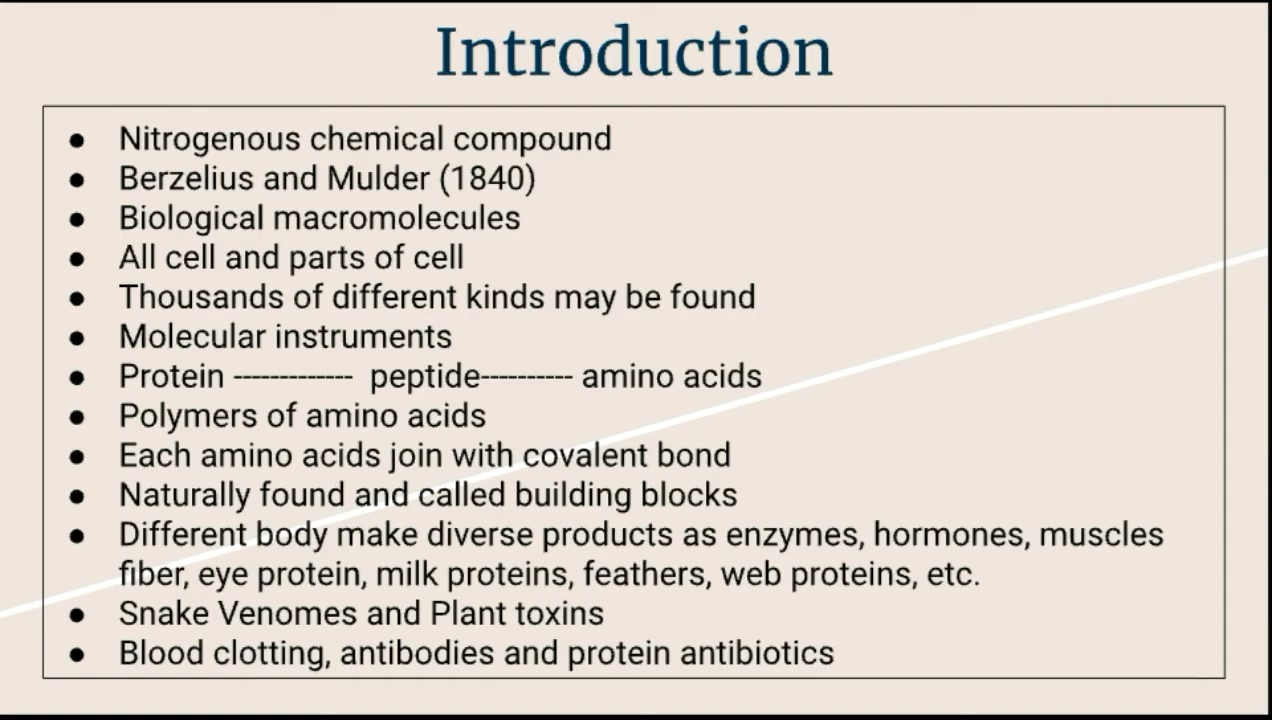 Introduction
● Nitrogenous chemical compound
● Berzelius and Mulder (1840)
● Biological macromolecules
● All cell and parts of cell
● Thousands of different kinds may be found
● Molecular instruments
● Protein ------------- peptide---------- amino acids
● Polymers of amino acids
● Each amino acids join with covalent bond
● Naturally found and called building blocks
● Different body make diverse products as enzymes, hormones, muscles
fiber, eye protein, milk proteins, feathers, web proteins, etc.
● Snake Venomes and Plant toxins
● Blood clotting, antibodies and protein antibiotics